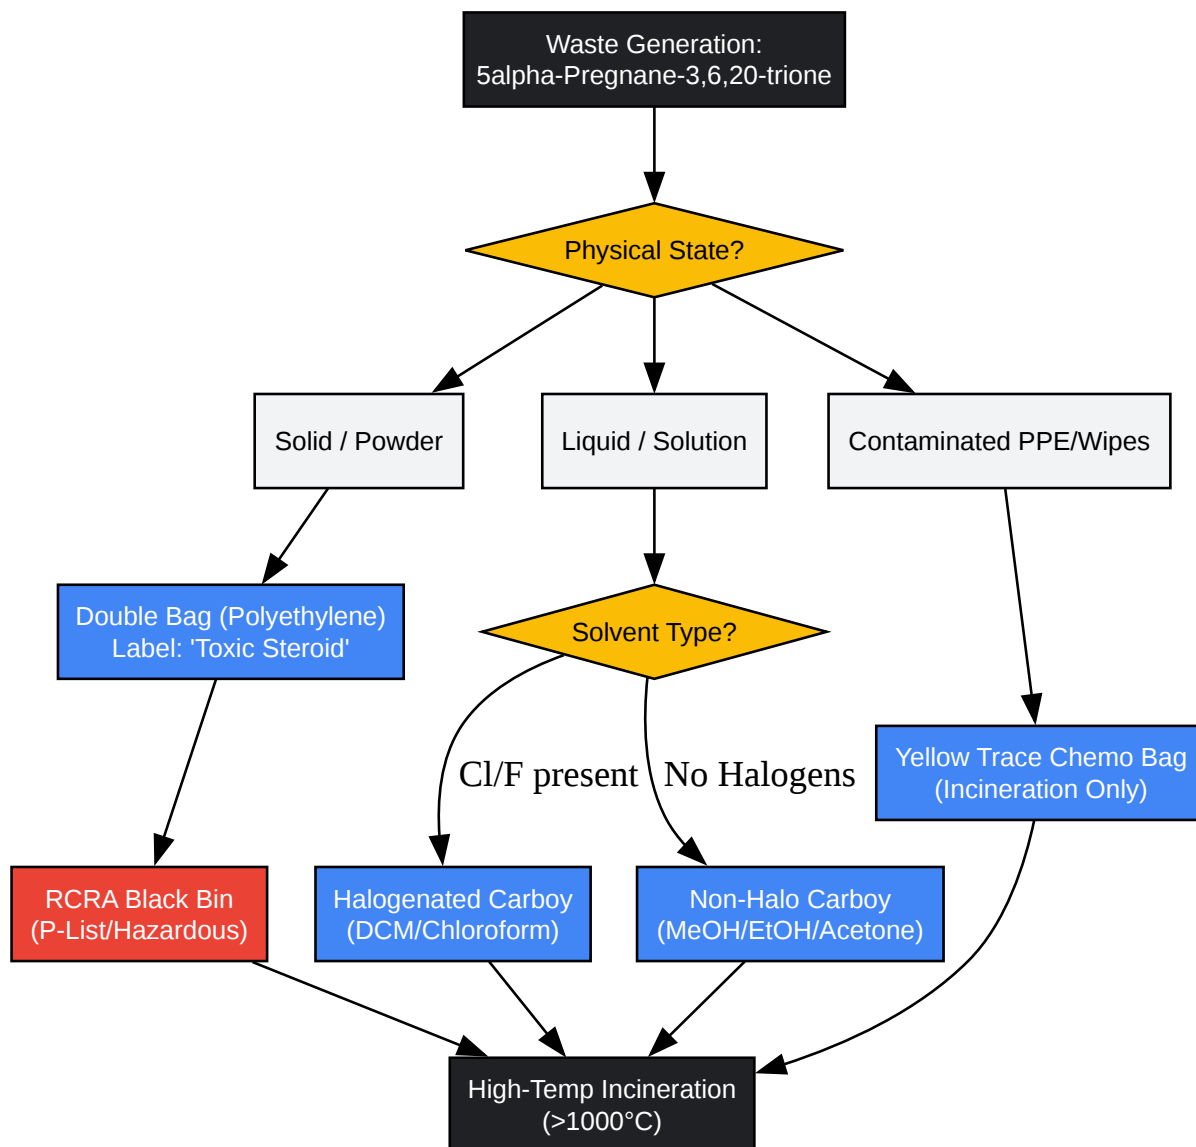 Waste Generation:
5alpha-Pregnane-3,6,20-trione
Physical State?
Solid / Powder
Liquid / Solution
Contaminated PPE/Wipes
Double Bag (Polyethylene)
Label: 'Toxic Steroid'
Solvent Type?
Cl/F present
No Halogens
Yellow Trace Chemo Bag
(Incineration Only)
RCRA Black Bin
(P-List/Hazardous)
Halogenated Carboy
(DCM/Chloroform)
Non-Halo Carboy
(MeOH/EtOH/Acetone)
High-Temp Incineration
(>1000°C)